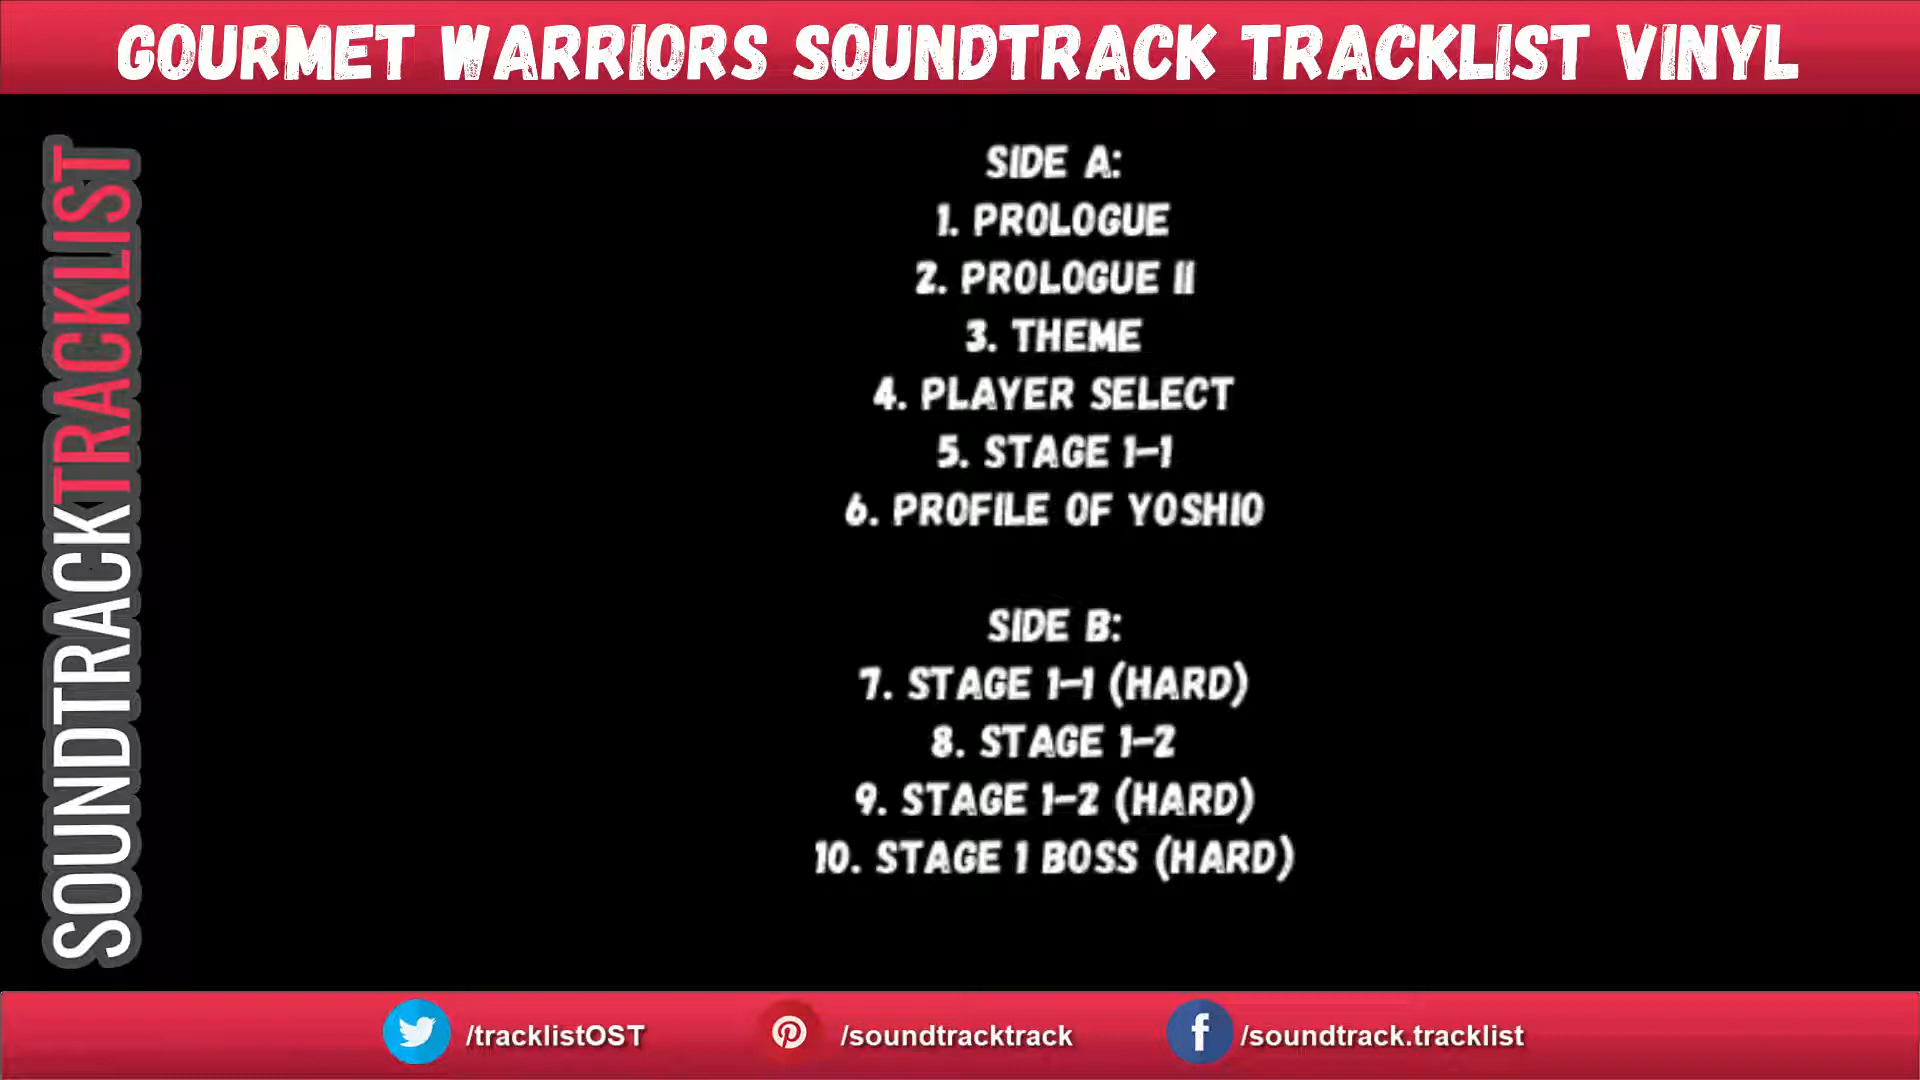 GOURMET WARRIORS SOUNDTRACK TRACKLIST VINYL
SOUNDTRACKTRACKLIST
SIDE A:
1. PROLOGUE
2. PROLOGUE II
3. THEME
4. PLAYER SELECT
5. STAGE 1-1
6. PROFILE OF YOSHIO
SIDE B:
7. STAGE 1-1 (HARD)
8. STAGE 1-2
9. STAGE 1-2 (HARD)
10. STAGE 1 BOSS (HARD)
/tracklistOST
/soundtracktrack
/soundtrack.tracklist